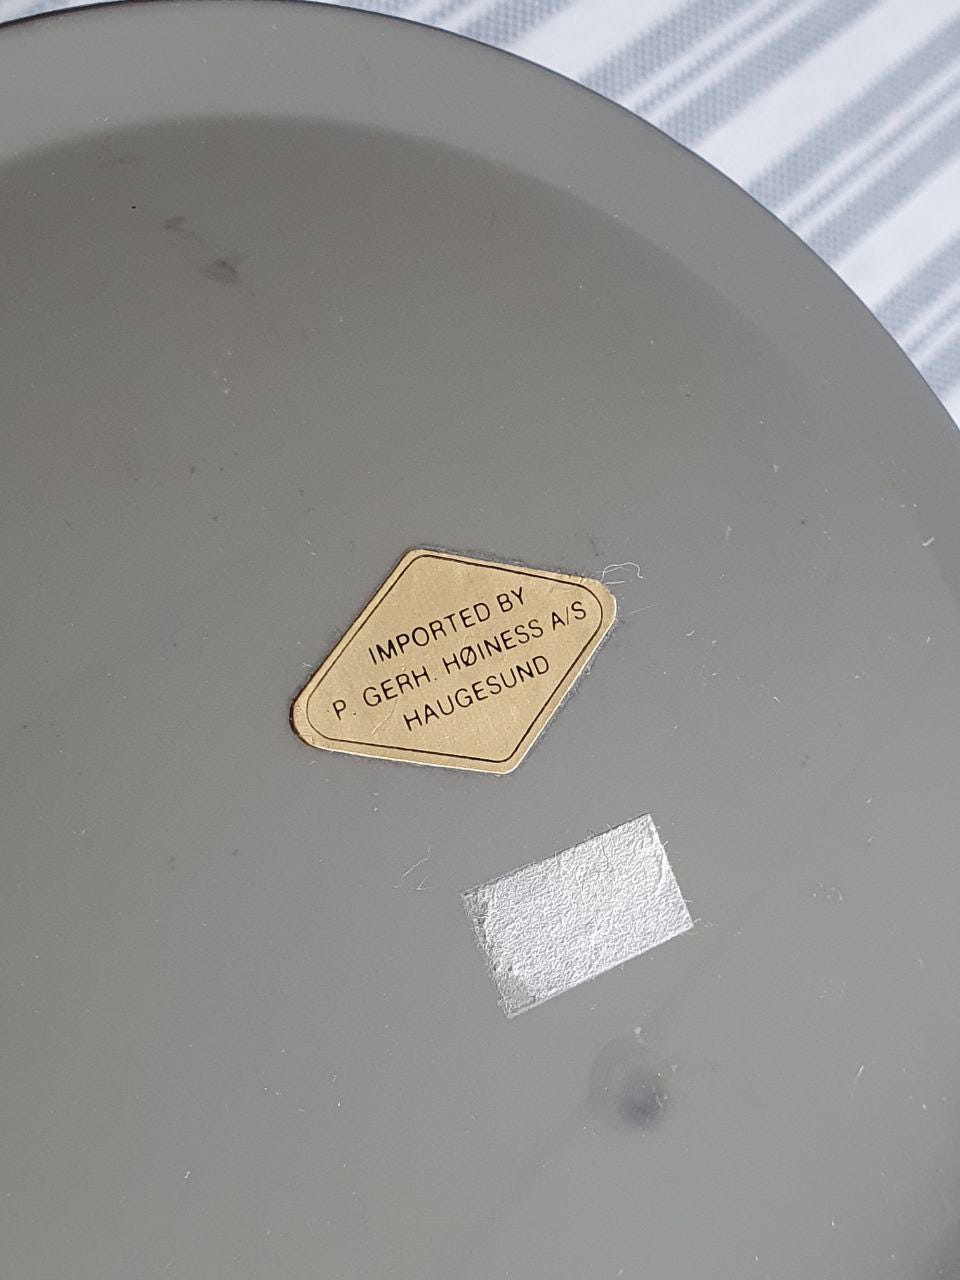 IMPORTED BY
P. GERH. HØINESS A/S
HAUGESUND